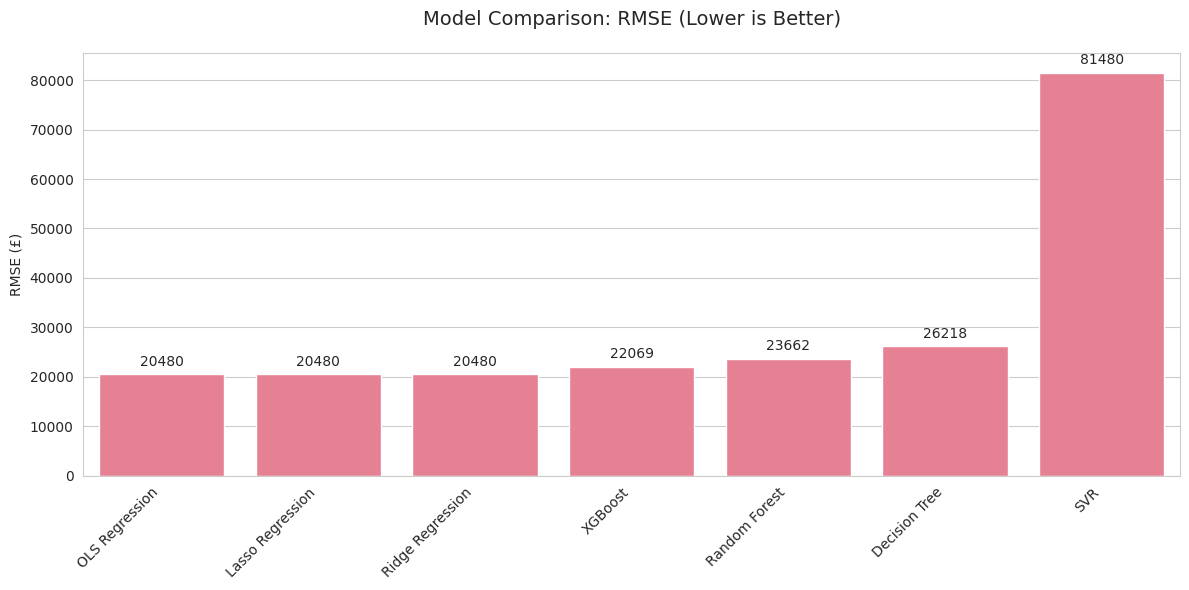 Model Comparison: RMSE (Lower is Better)
RMSE (£)
80000
70000
60000
50000
40000
30000
20000
10000
0
20480
20480
20480
22069
23662
26218
81480
OLS Regression
Lasso Regression
Ridge Regression
XGBoost
Random Forest
Decision Tree
SVR